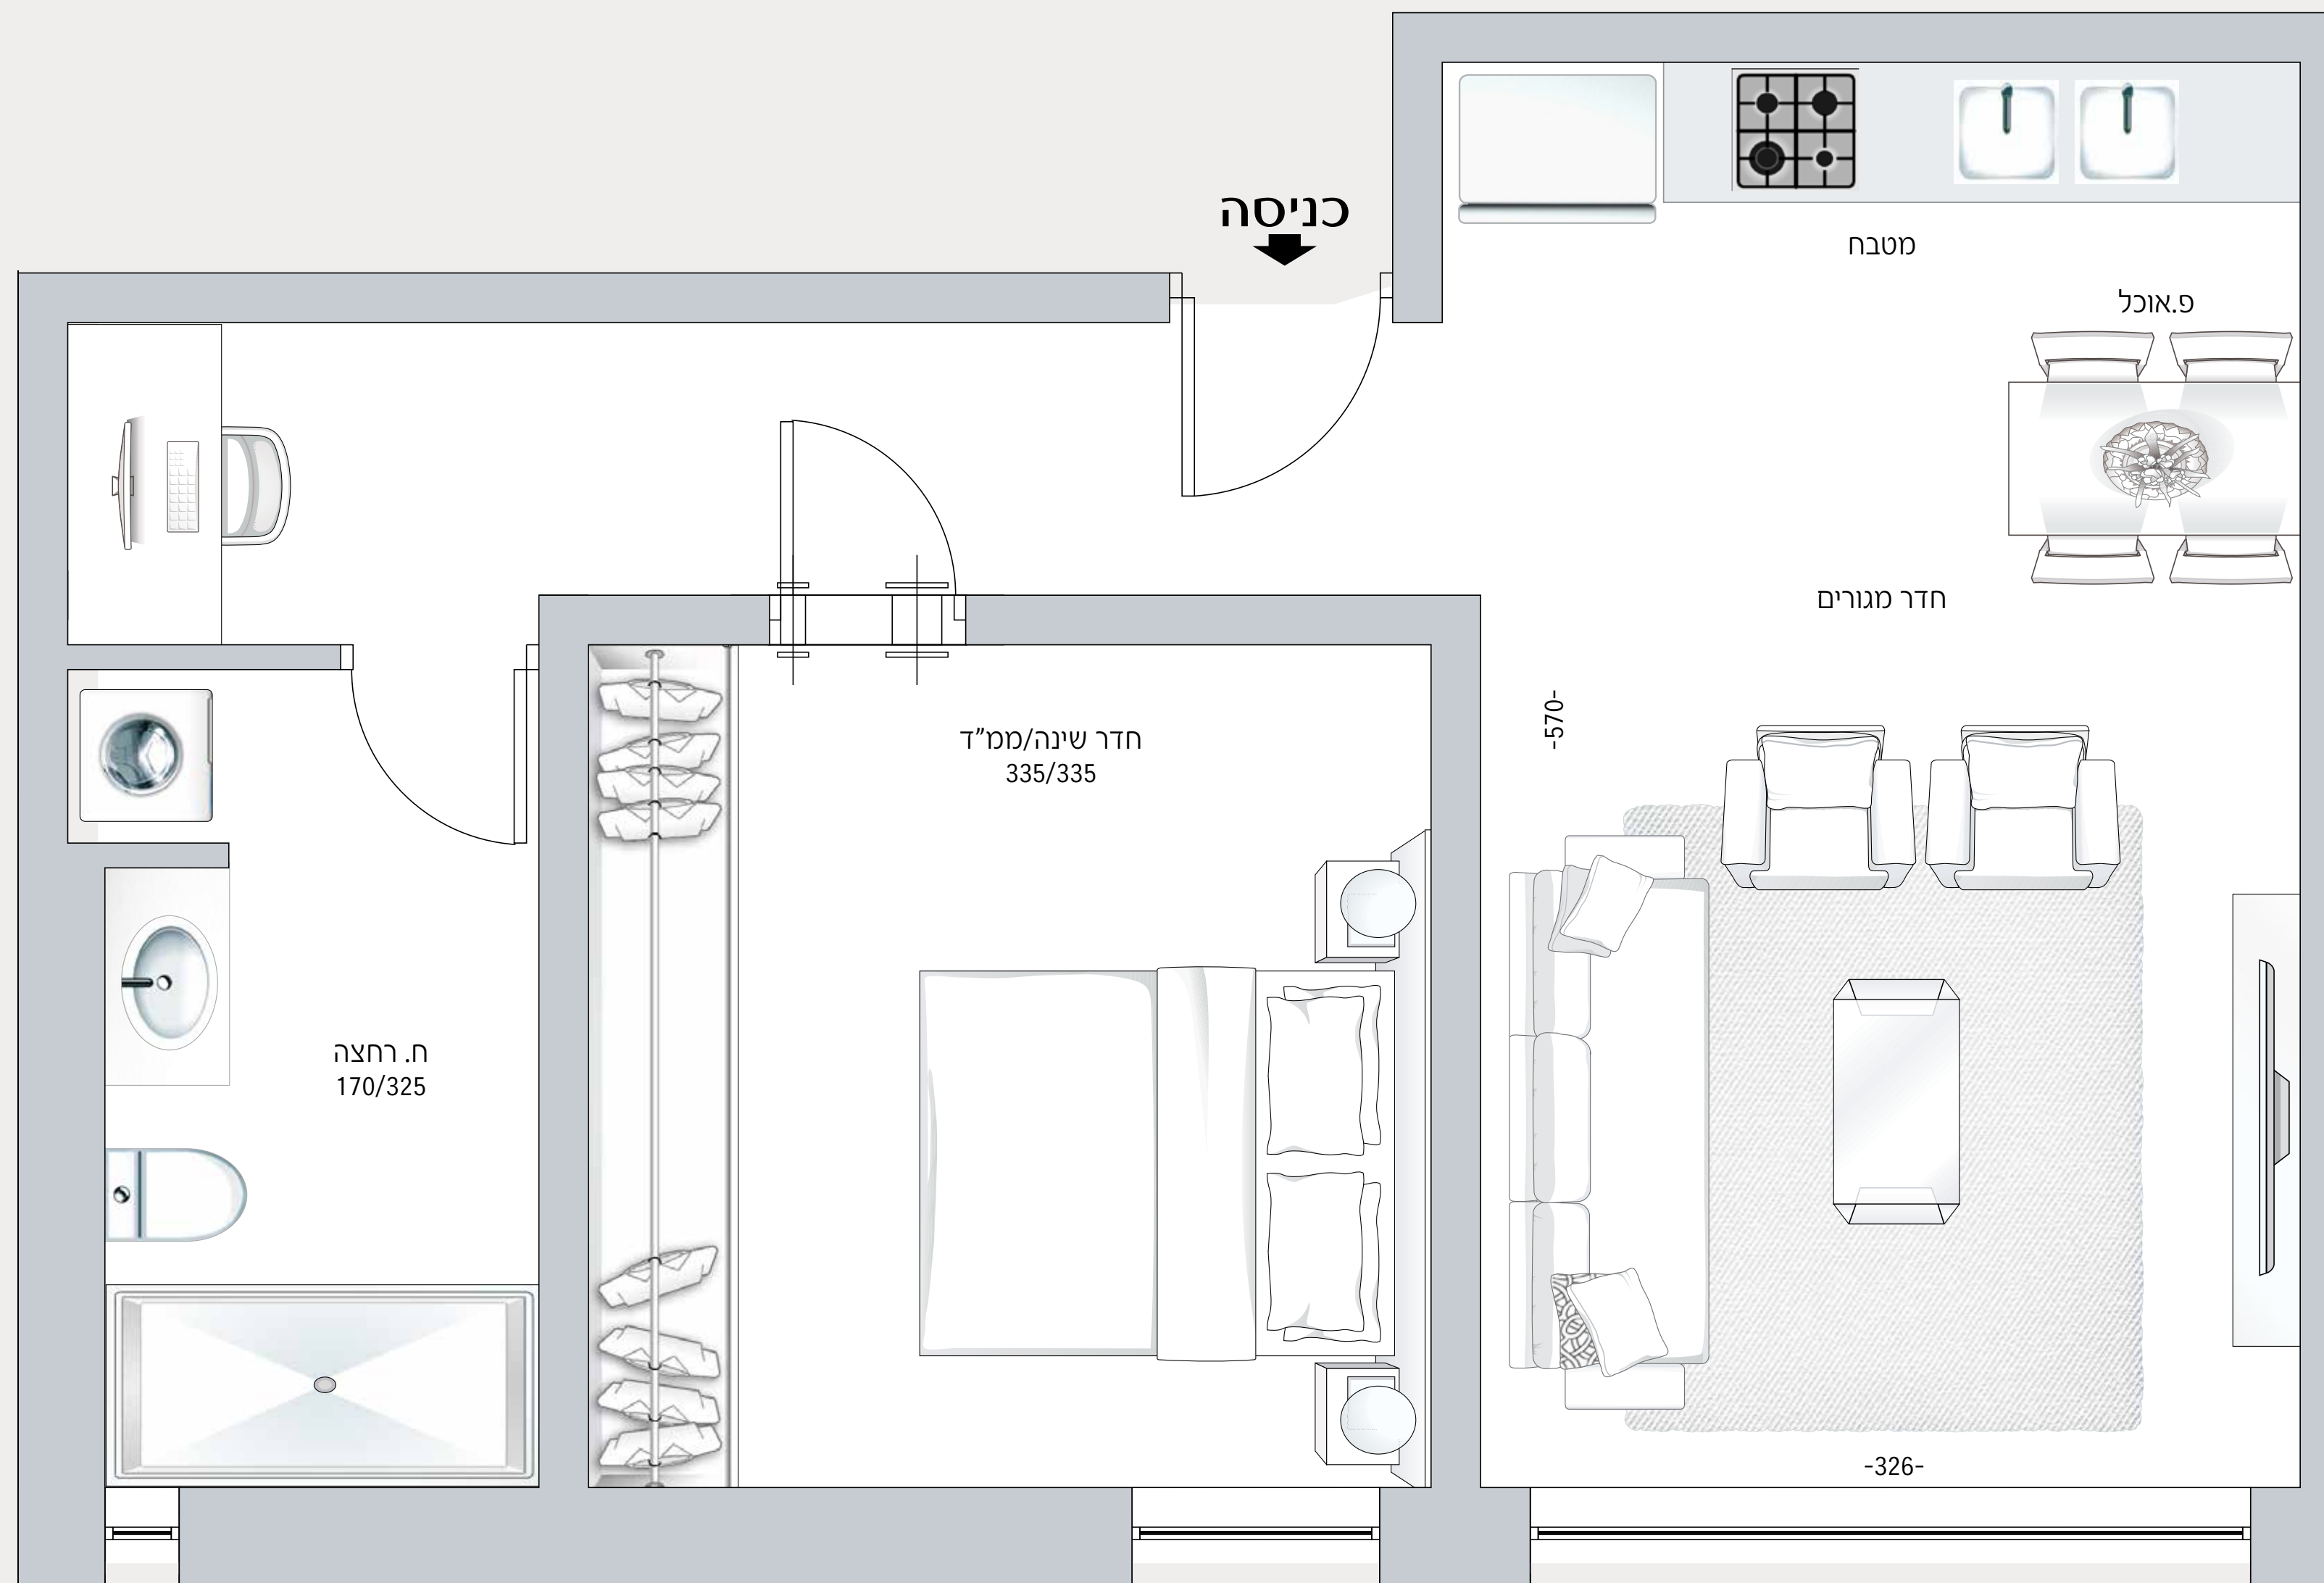 כניסה
מטבח
פ.אוכל
חדר מגורים
-570-
חדר שינה/ממ"ד
335/335
ח. רחצה
170/325
-326-